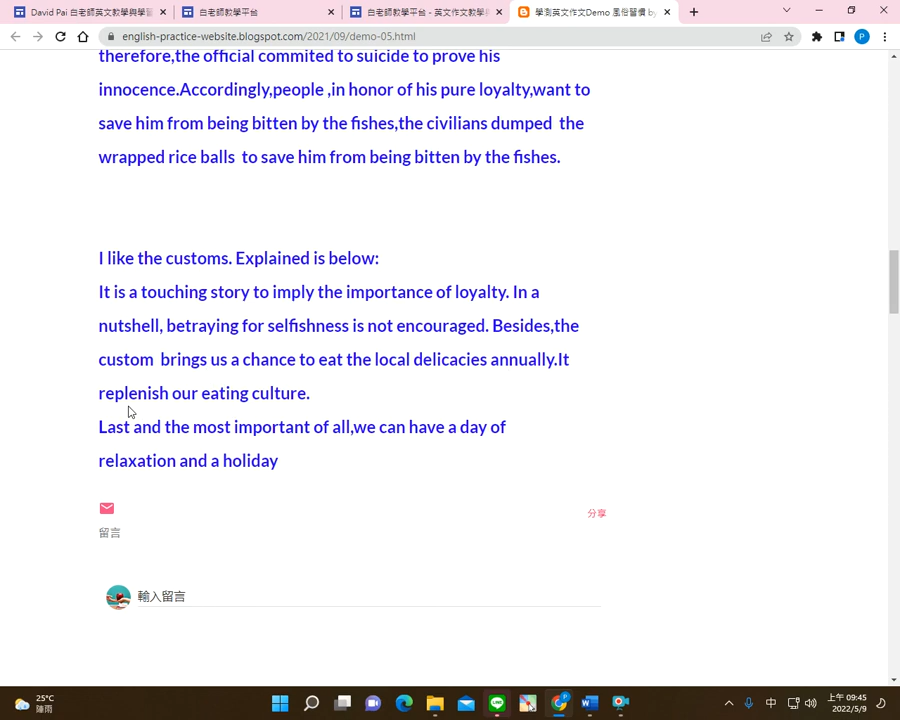 David Pai 白老師英文教學與學習
白老師教學平台
白老師教學平台 - 英文作文教學
學測英文作文Demo 風俗習慣 by
english-practice-website.blogspot.com/2021/09/demo-05.html
therefore,the official commited to suicide to prove his
innocence.Accordingly,people ,in honor of his pure loyalty,want to
save him from being bitten by the fishes,the civilians dumped the
wrapped rice balls to save him from being bitten by the fishes.
I like the customs. Explained is below:
It is a touching story to imply the importance of loyalty. In a
nutshell, betraying for selfishness is not encouraged. Besides,the
custom brings us a chance to eat the local delicacies annually.It
replenish our eating culture.
Last and the most important of all,we can have a day of
relaxation and a holiday
分享
留言
輸入留言
25°C
陣雨
中
上午 09:45
2022/5/9